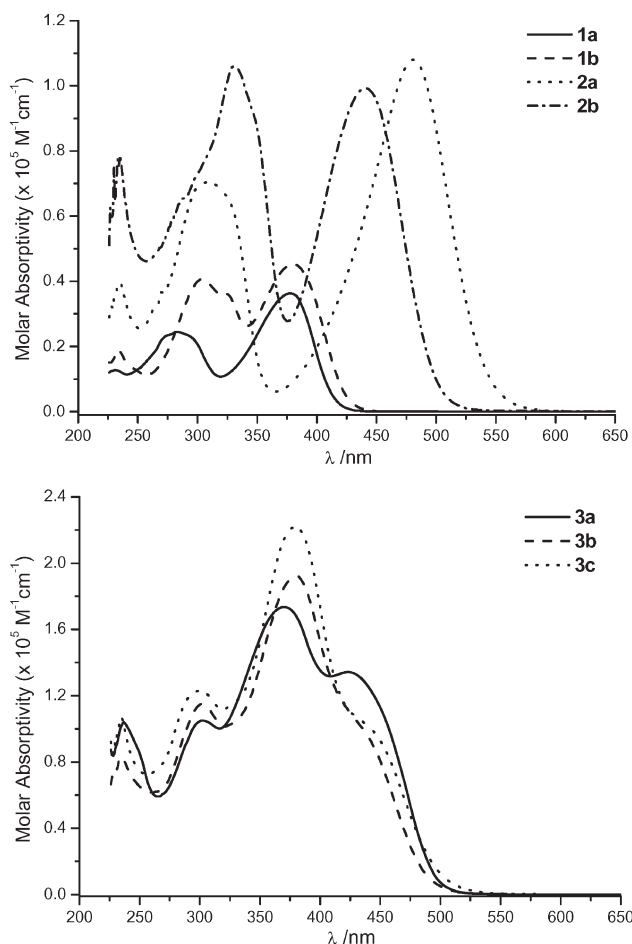 1.2
1.0
0.8
0.6
0.4
0.2
0.0
Molar Absorptivity (x 10⁵ M⁻¹cm⁻¹)
1a
1b
2a
2b
200 250 300 350 400 450 500 550 600 650
λ /nm
2.4
2.0
1.6
1.2
0.8
0.4
0.0
Molar Absorptivity (x 10⁵ M⁻¹cm⁻¹)
3a
3b
3c
200 250 300 350 400 450 500 550 600 650
λ /nm